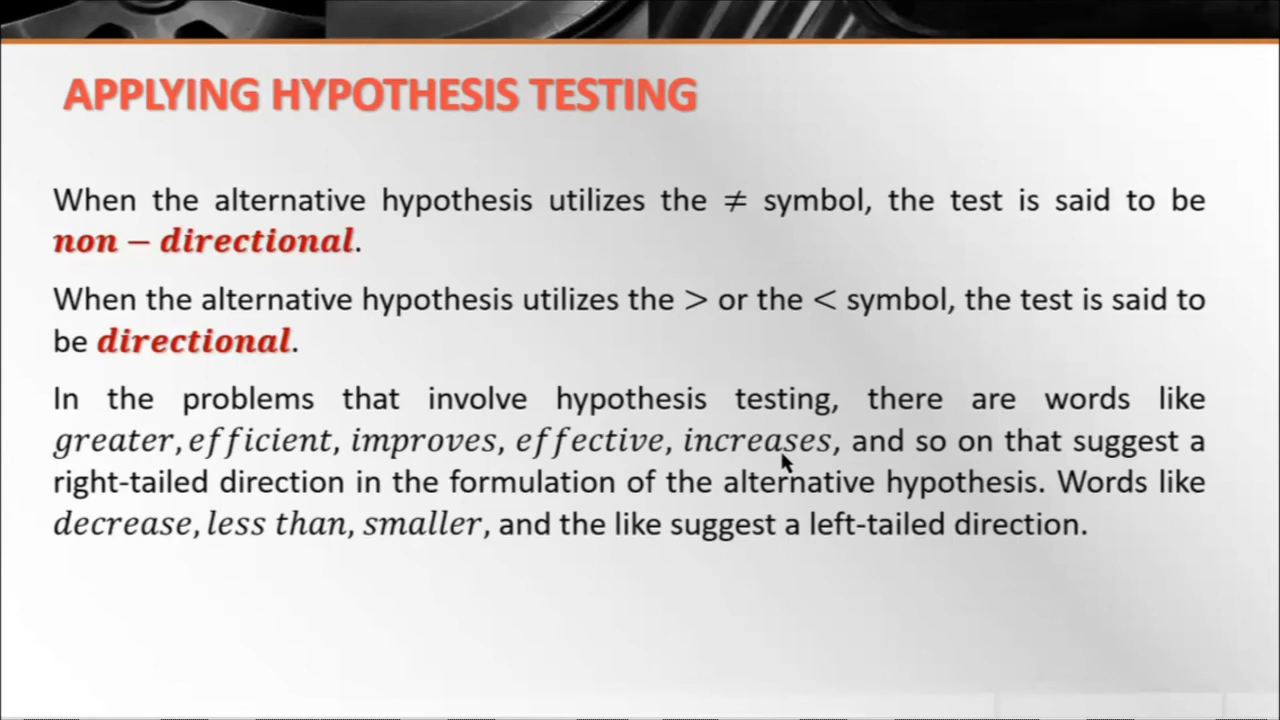 APPLYING HYPOTHESIS TESTING
When the alternative hypothesis utilizes the ≠ symbol, the test is said to be
non − directional.
When the alternative hypothesis utilizes the > or the < symbol, the test is said to
be directional.
In the problems that involve hypothesis testing, there are words like
greater, efficient, improves, effective, increases, and so on that suggest a
right-tailed direction in the formulation of the alternative hypothesis. Words like
decrease, less than, smaller, and the like suggest a left-tailed direction.